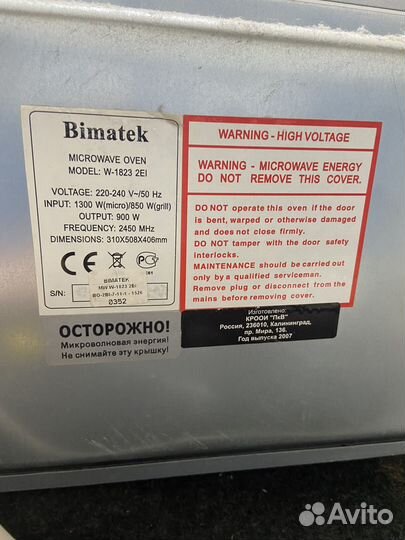 Bimatek
MICROWAVE OVEN
MODEL: W-1823 2EI
VOLTAGE: 220-240 V~/50 Hz
INPUT: 1300 W(micro)/850 W(grill)
OUTPUT: 900 W
FREQUENCY: 2450 MHz
DIMENSIONS: 310X508X406mm
CE
BIMATEK
MW W-1823 2EI
S/N:
0352
WARNING - HIGH VOLTAGE
WARNING - MICROWAVE ENERGY
DO NOT REMOVE THIS COVER.
DO NOT operate this oven if the door
is bent, warped or otherwise damaged
and does not close firmly.
DO NOT tamper with the door safety
interlocks.
MAINTENANCE should be carried out
only by a qualified serviceman.
Remove plug or disconnect from the
mains before removing cover.
ОСТОРОЖНО!
Микроволновая энергия!
Не снимайте эту крышку!
Изготовлено:
КРООИ "ПкВ"
Россия, 236010, Калининград,
пр. Мира, 136.
Год выпуска 2007
Avito